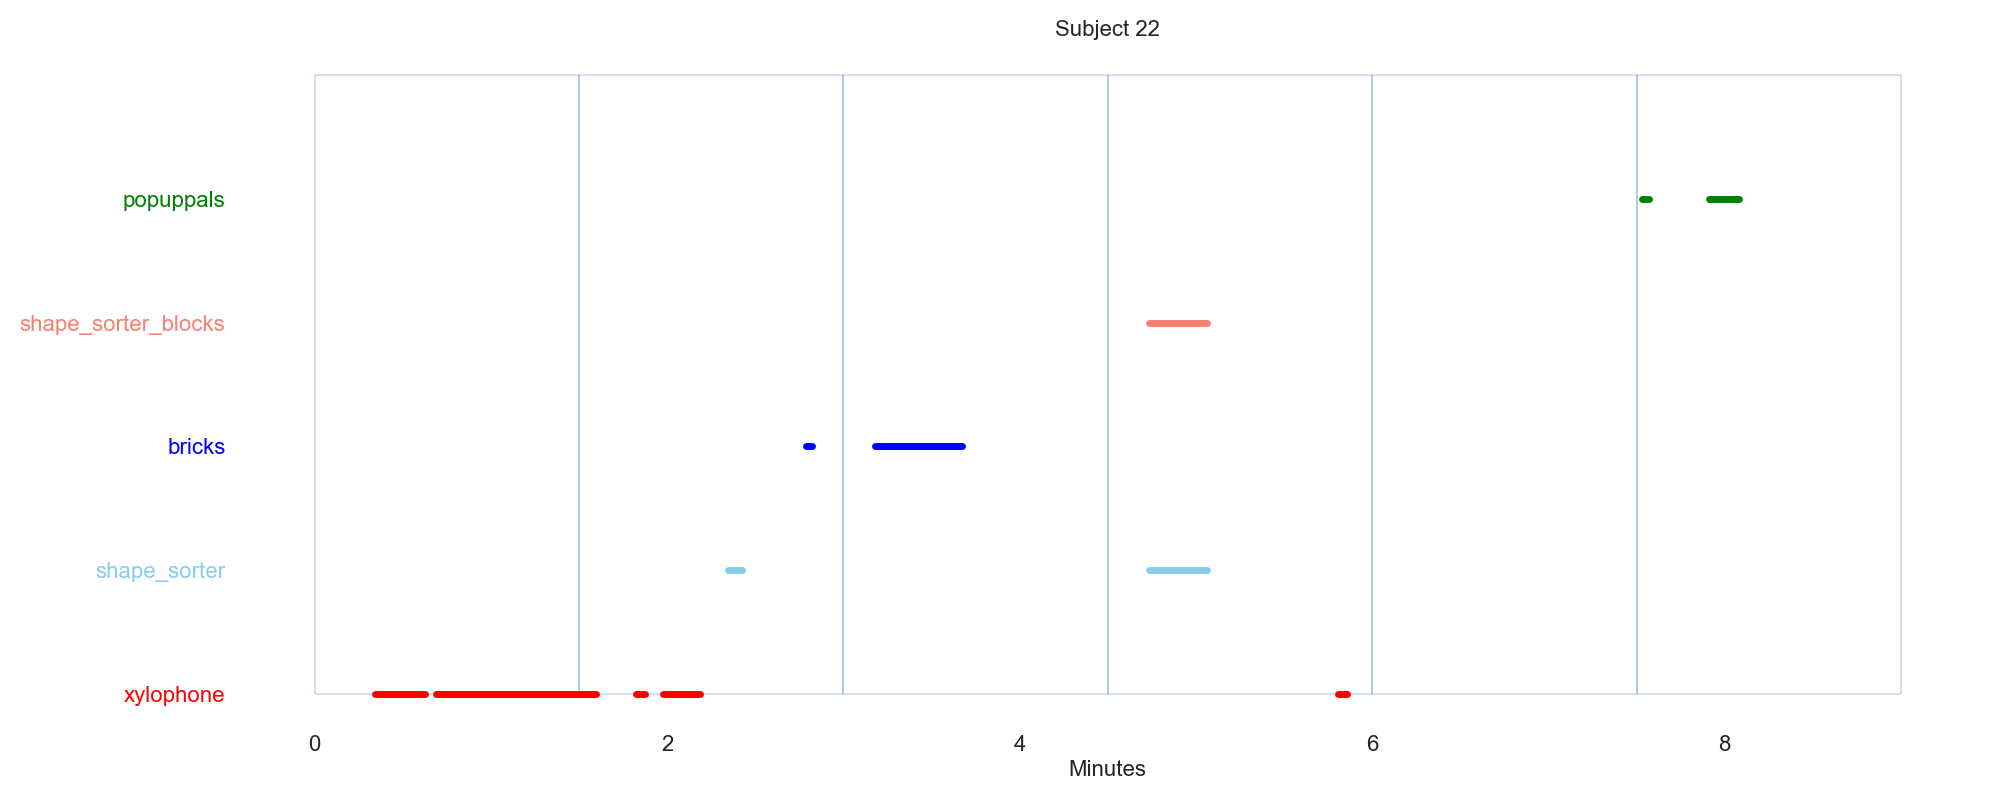 Subject 22
popuppals
shape_sorter_blocks
bricks
shape_sorter
xylophone
0 2 4 6 8
Minutes